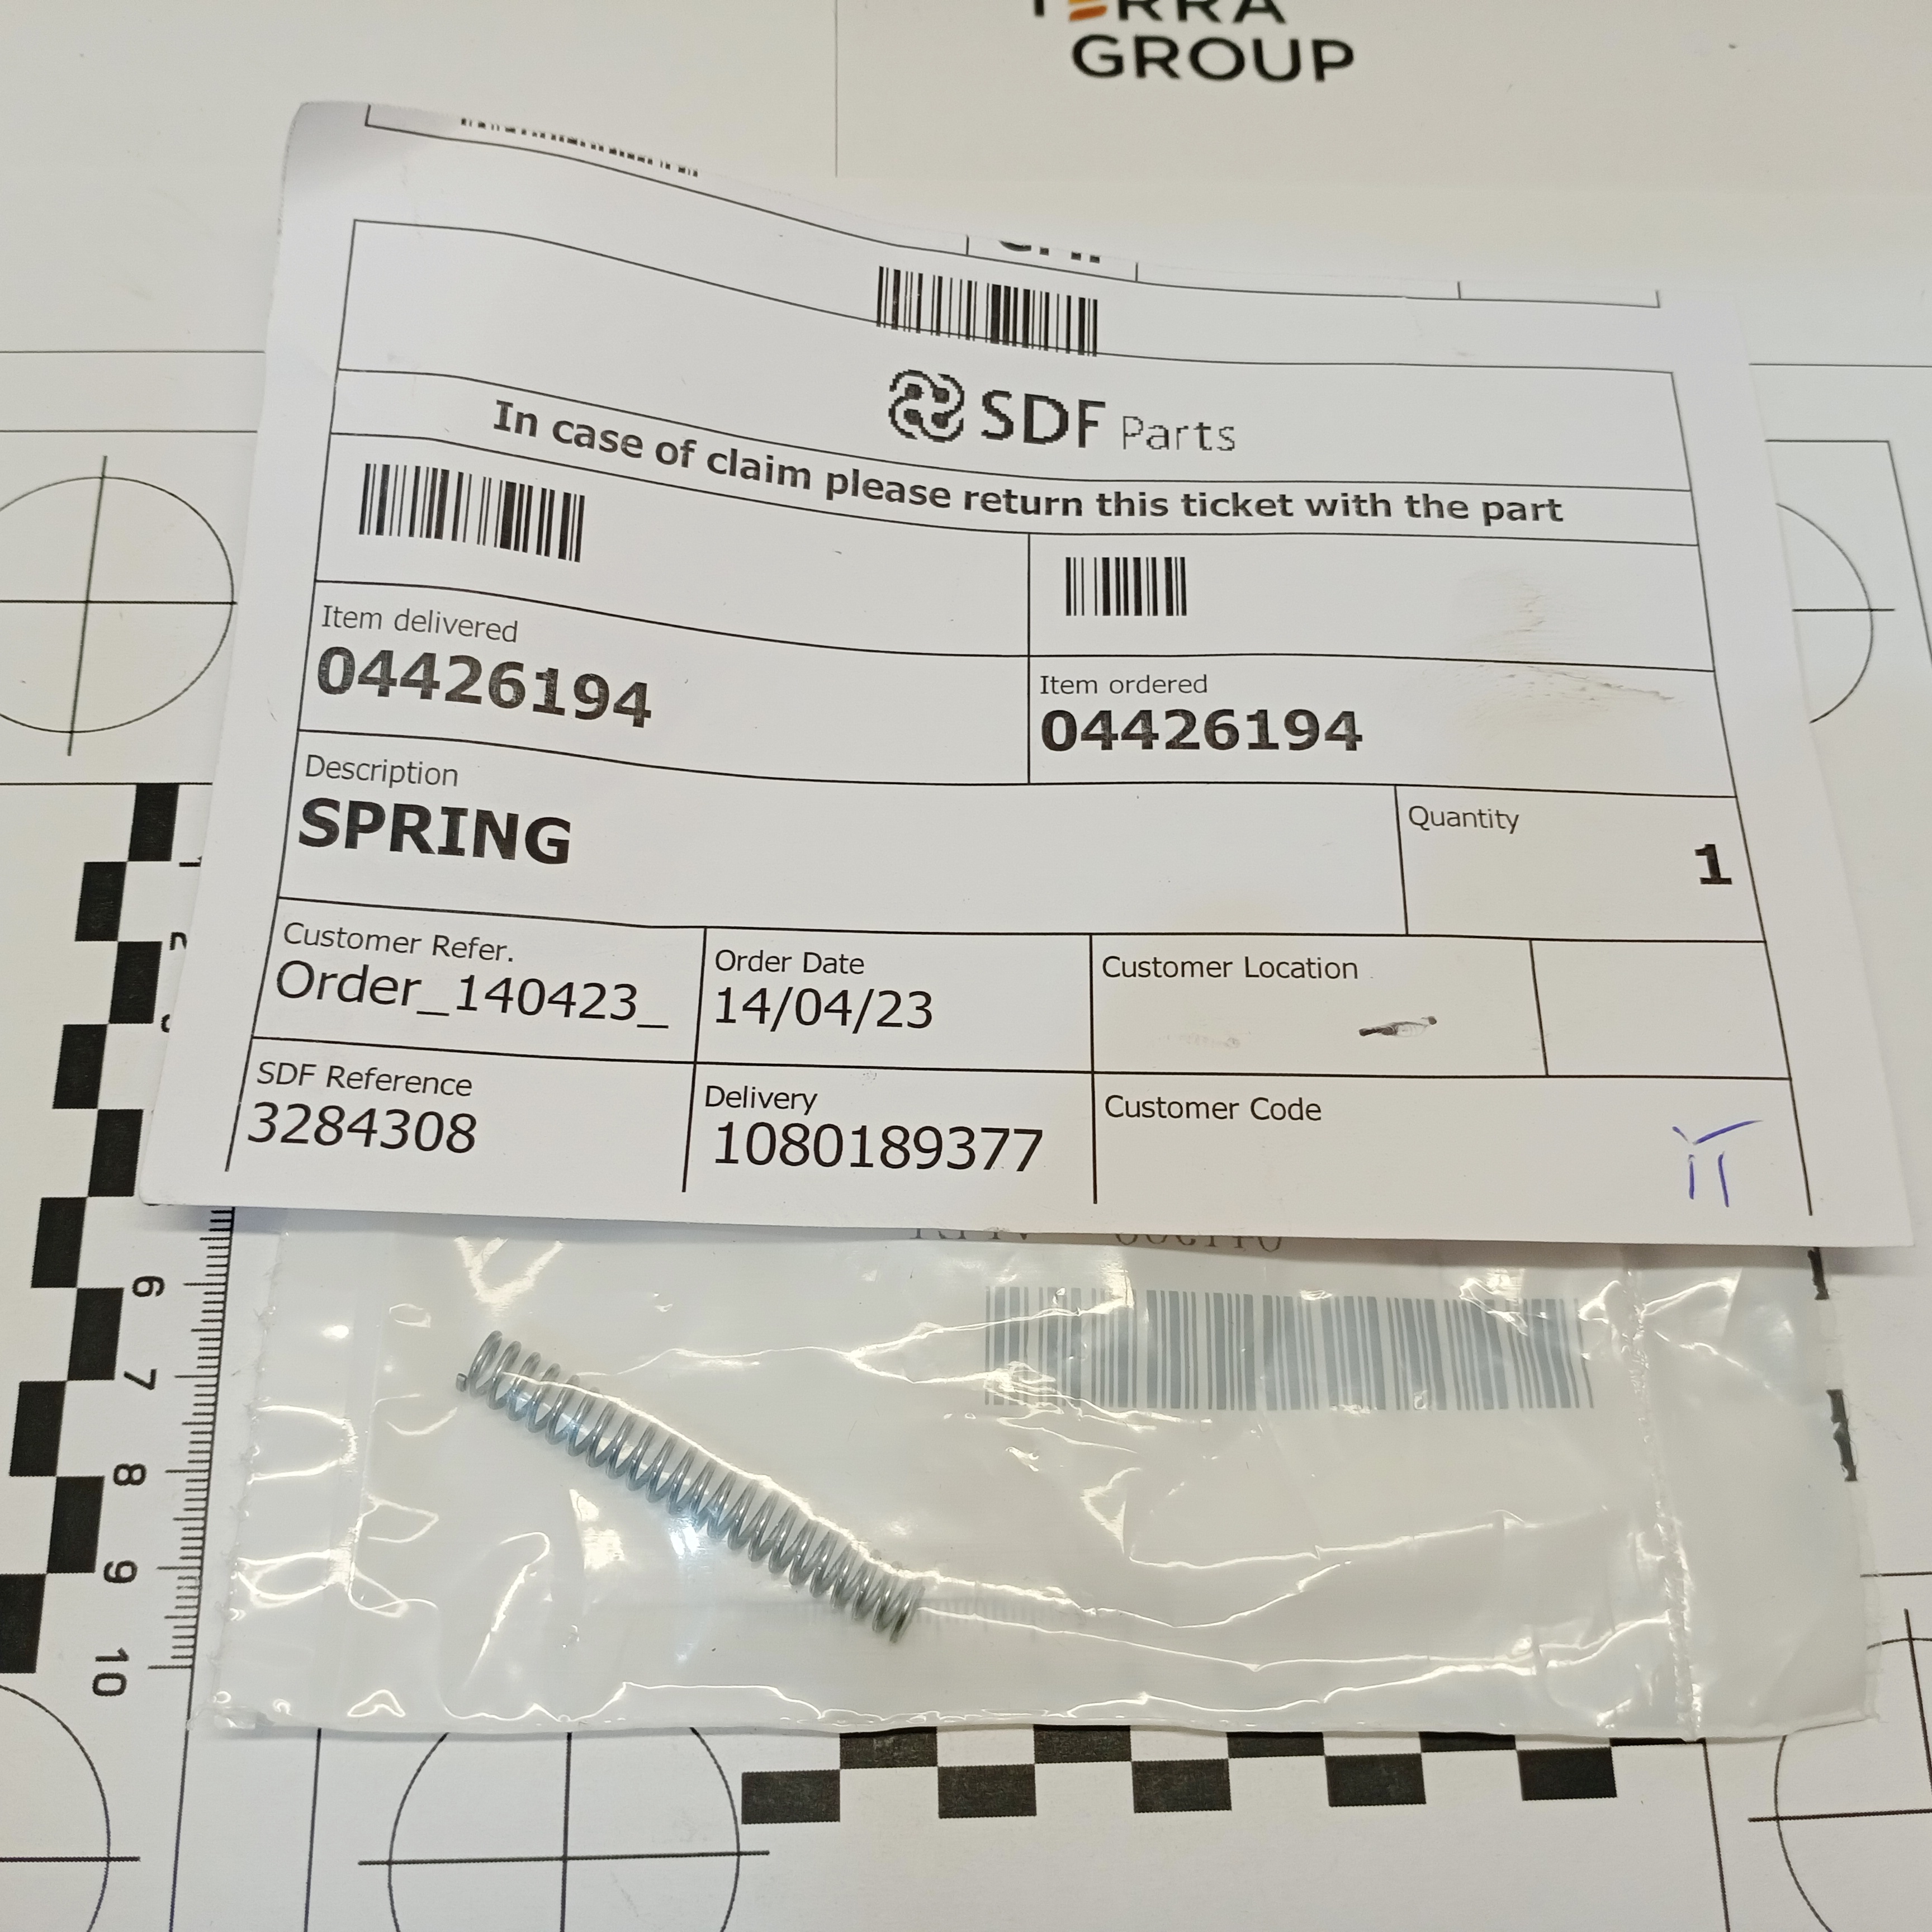 TERRA
GROUP
SDF Parts
In case of claim please return this ticket with the part
Item delivered
04426194
Item ordered
04426194
Description
SPRING
Quantity
1
Customer Refer.
Order_140423_
Order Date
14/04/23
Customer Location
SDF Reference
3284308
Delivery
1080189377
Customer Code
6
7
8
9
10